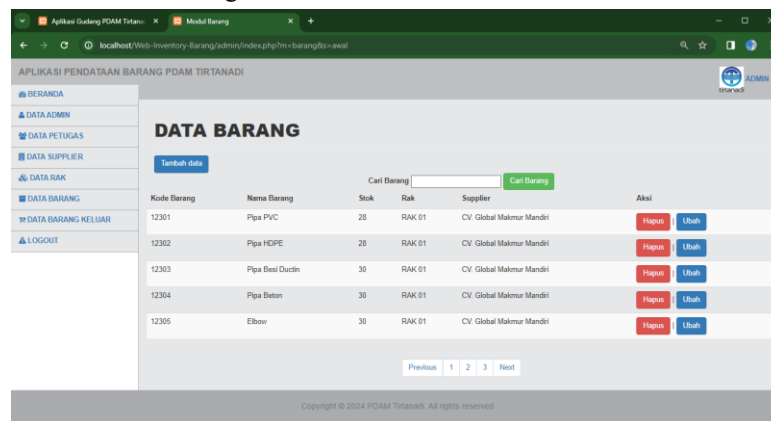 Aplikasi Gudang PDAM Tirtana
Modul Barang
localhost/Web-Inventory-Barang/admin/index.php?m=barang&s=awal
APLIKASI PENDATAAN BARANG PDAM TIRTANADI
tirtanadi
ADMIN
BERANDA
DATA ADMIN
DATA PETUGAS
DATA SUPPLIER
DATA RAK
DATA BARANG
DATA BARANG KELUAR
LOGOUT
DATA BARANG
Tambah data
Cari Barang Cari Barang
Kode Barang Nama Barang Stok Rak Supplier Aksi
12301 Pipa PVC 28 RAK 01 CV. Global Makmur Mandiri Hapus | Ubah
12302 Pipa HDPE 28 RAK 01 CV. Global Makmur Mandiri Hapus | Ubah
12303 Pipa Besi Ductin 30 RAK 01 CV. Global Makmur Mandiri Hapus | Ubah
12304 Pipa Beton 30 RAK 01 CV. Global Makmur Mandiri Hapus | Ubah
12305 Elbow 30 RAK 01 CV. Global Makmur Mandiri Hapus | Ubah
Previous 1 2 3 Next
Copyright © 2024 PDAM Tirtanadi. All rights reserved